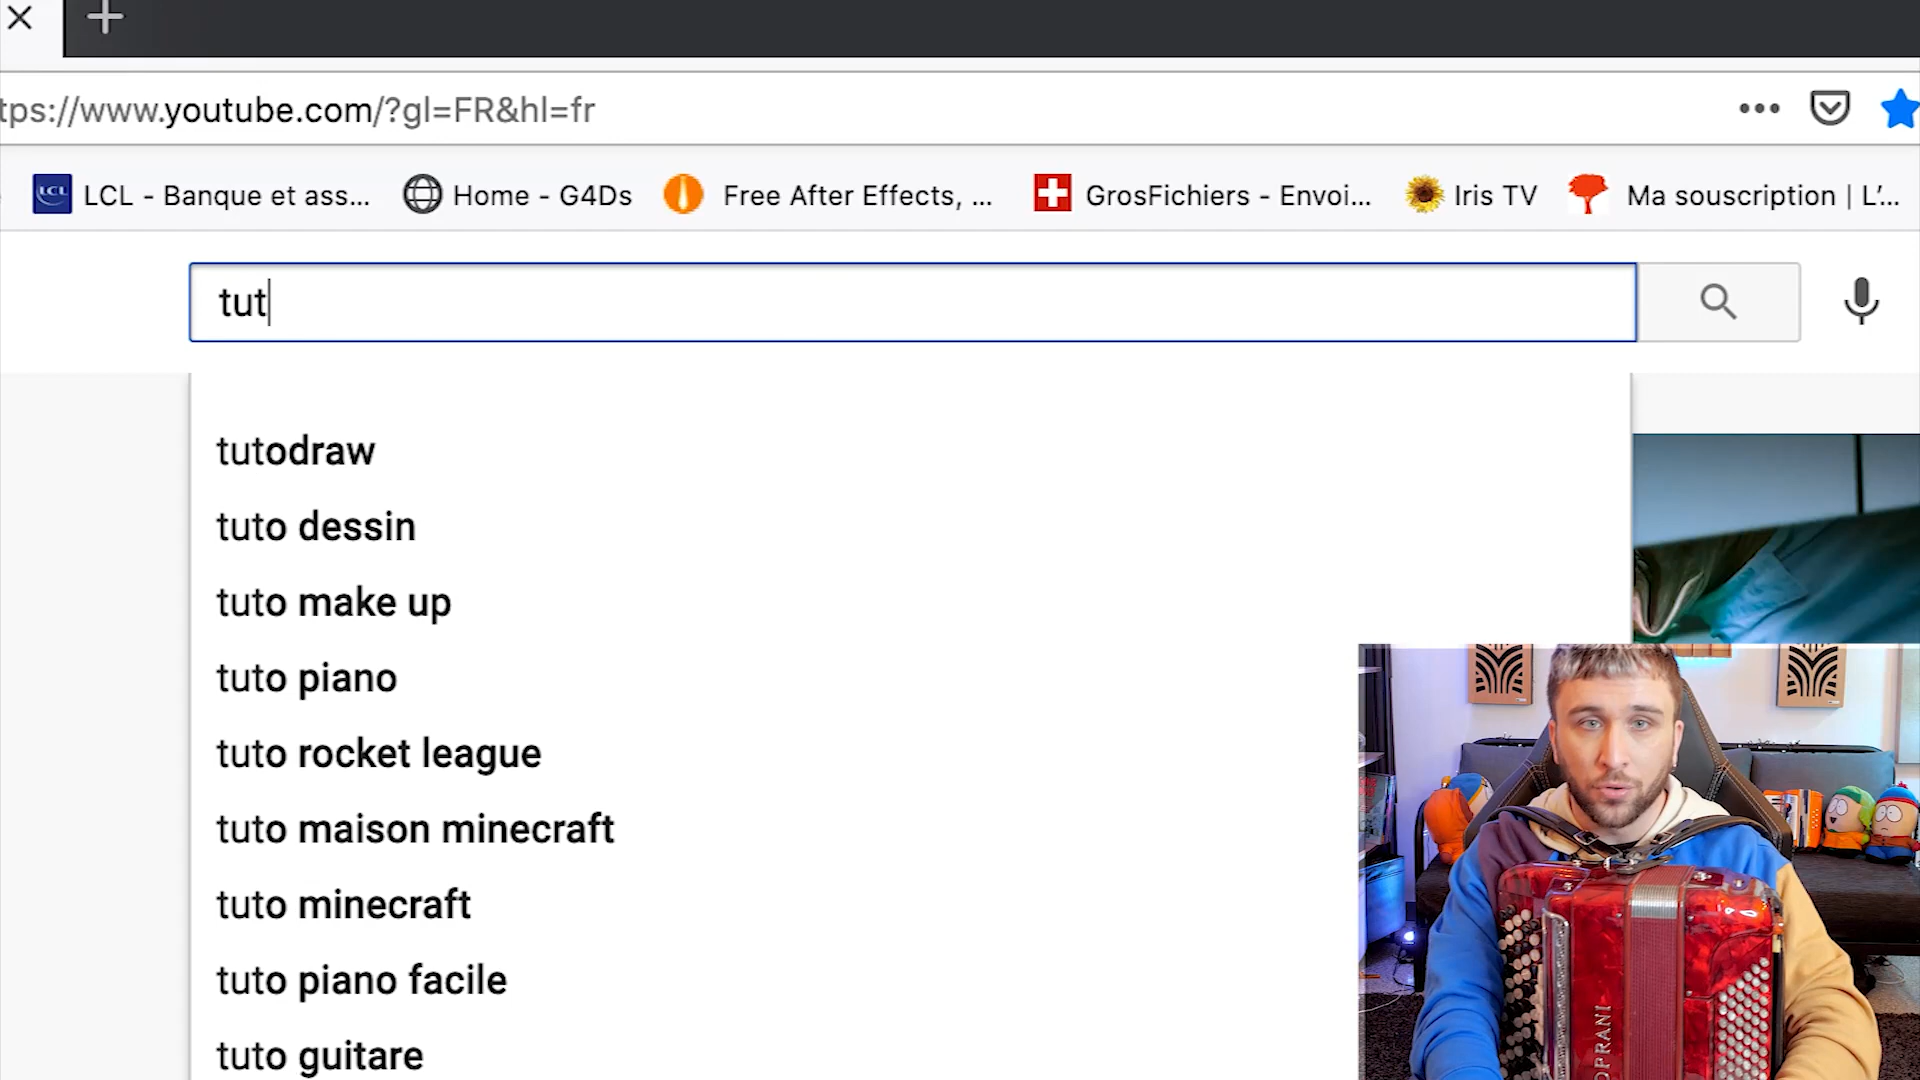 tps://www.youtube.com/?gl=FR&hl=fr
LCL LCL - Banque et ass... Home - G4Ds Free After Effects, ... GrosFichiers - Envoi... Iris TV Ma souscription | L’...
tut
tutodraw
tuto dessin
tuto make up
tuto piano
tuto rocket league
tuto maison minecraft
tuto minecraft
tuto piano facile
tuto guitare
OPRANI